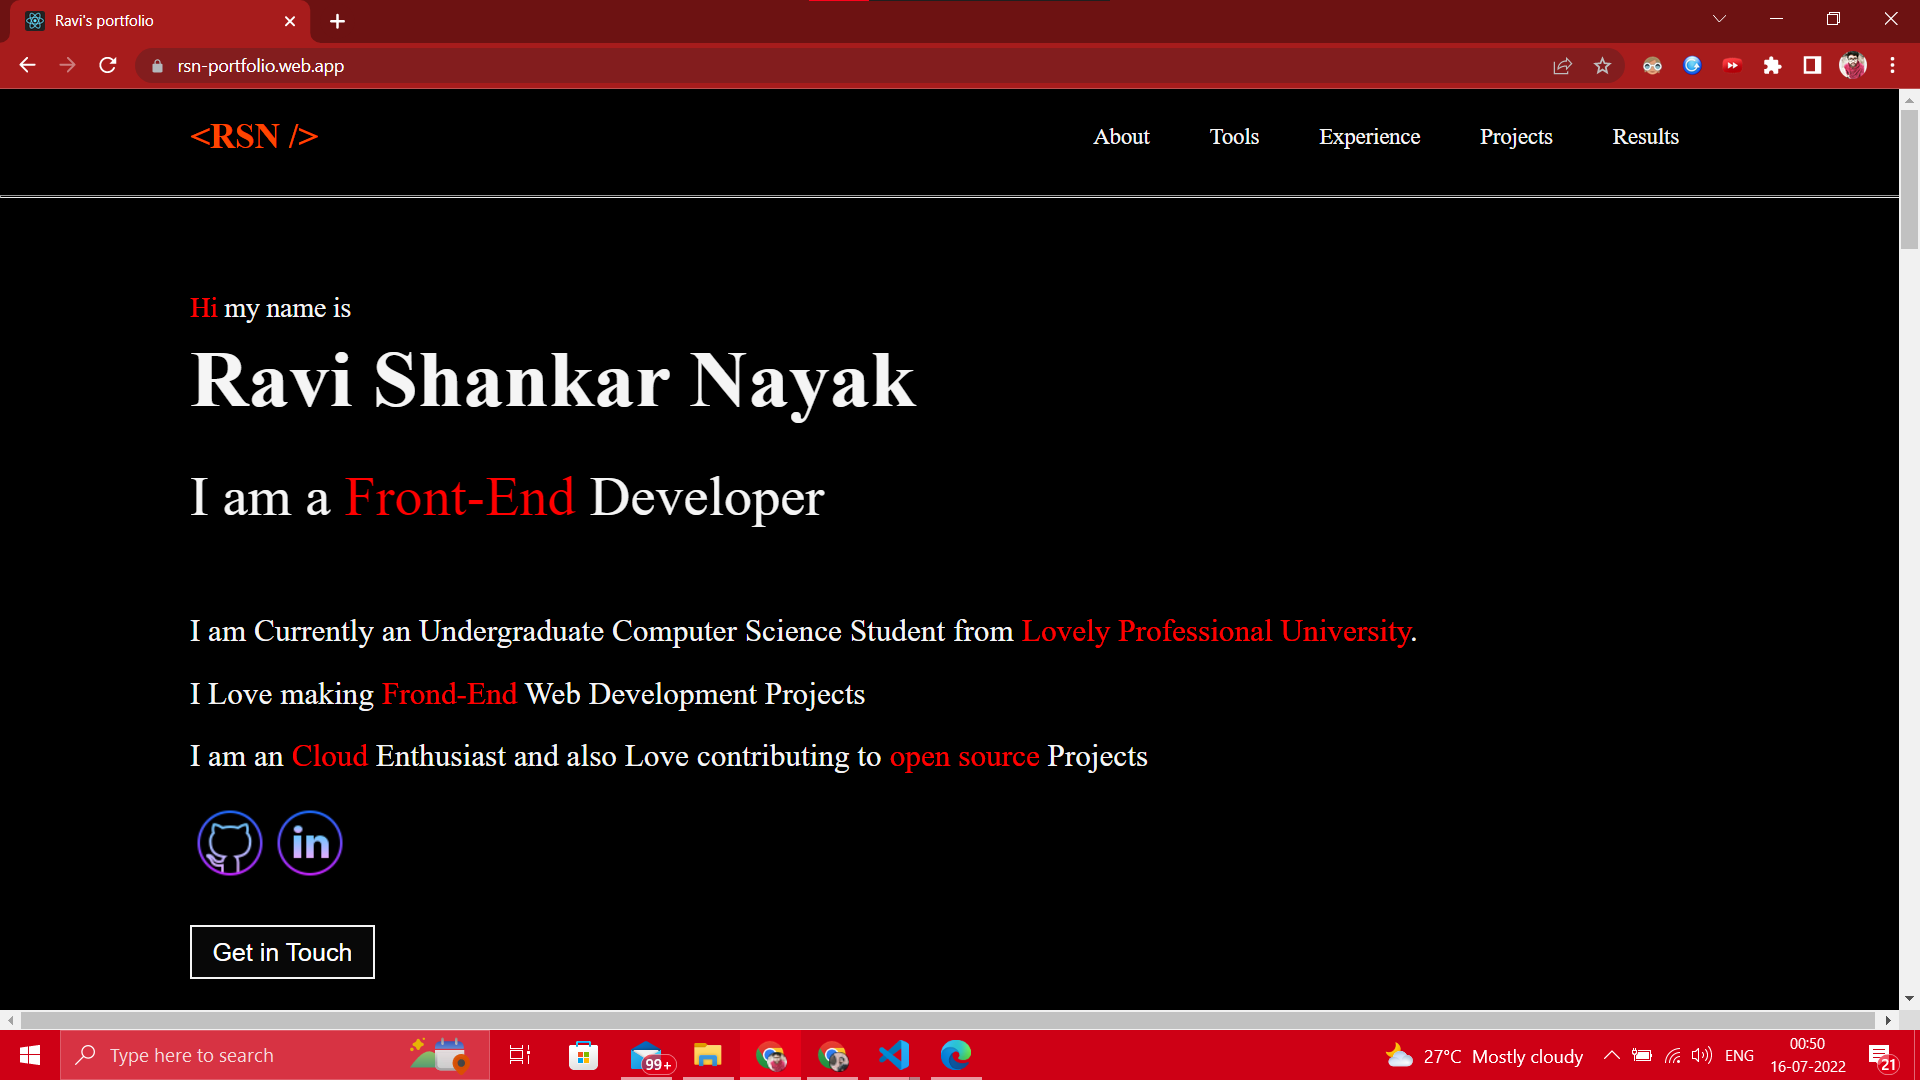 Ravi's portfolio
rsn-portfolio.web.app
<RSN />
About Tools Experience Projects Results
Hi my name is
Ravi Shankar Nayak
I am a Front-End Developer
I am Currently an Undergraduate Computer Science Student from Lovely Professional University.
I Love making Frond-End Web Development Projects
I am an Cloud Enthusiast and also Love contributing to open source Projects
in
Get in Touch
Type here to search
99+
27°C Mostly cloudy
ENG
00:50
16-07-2022
21